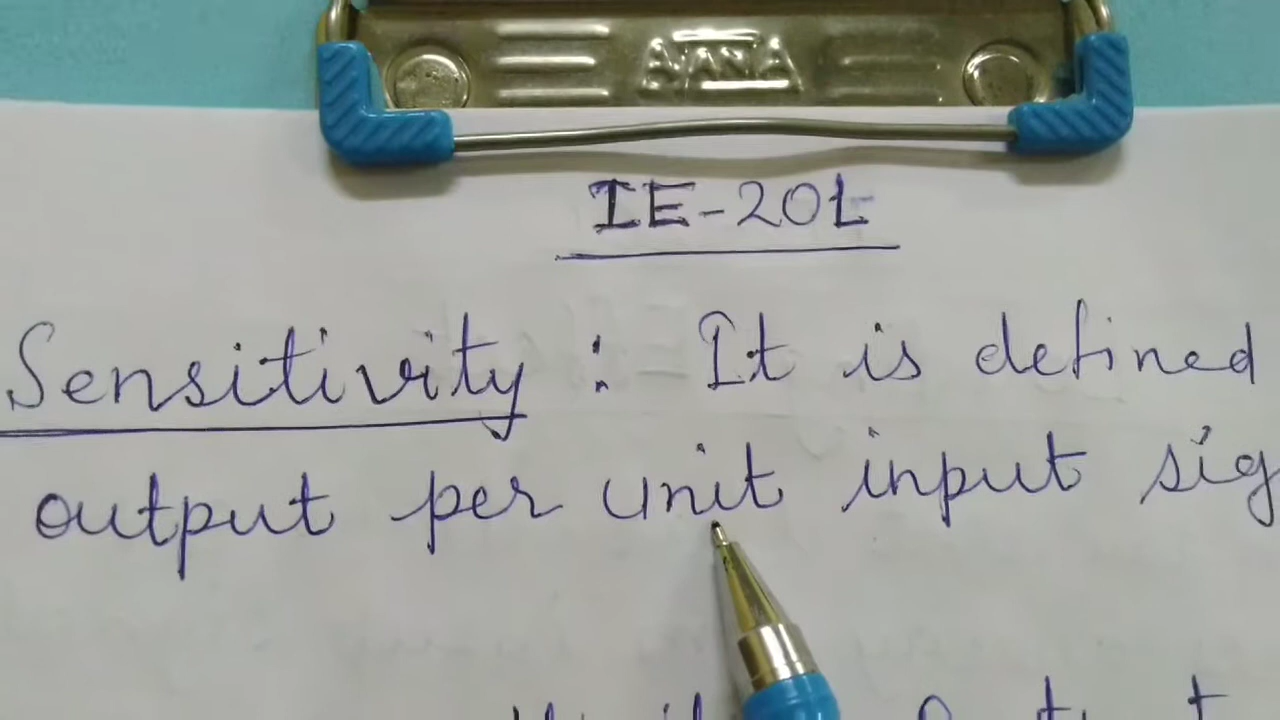 IE-201
Sensitivity : It is defined
output per unit input sig